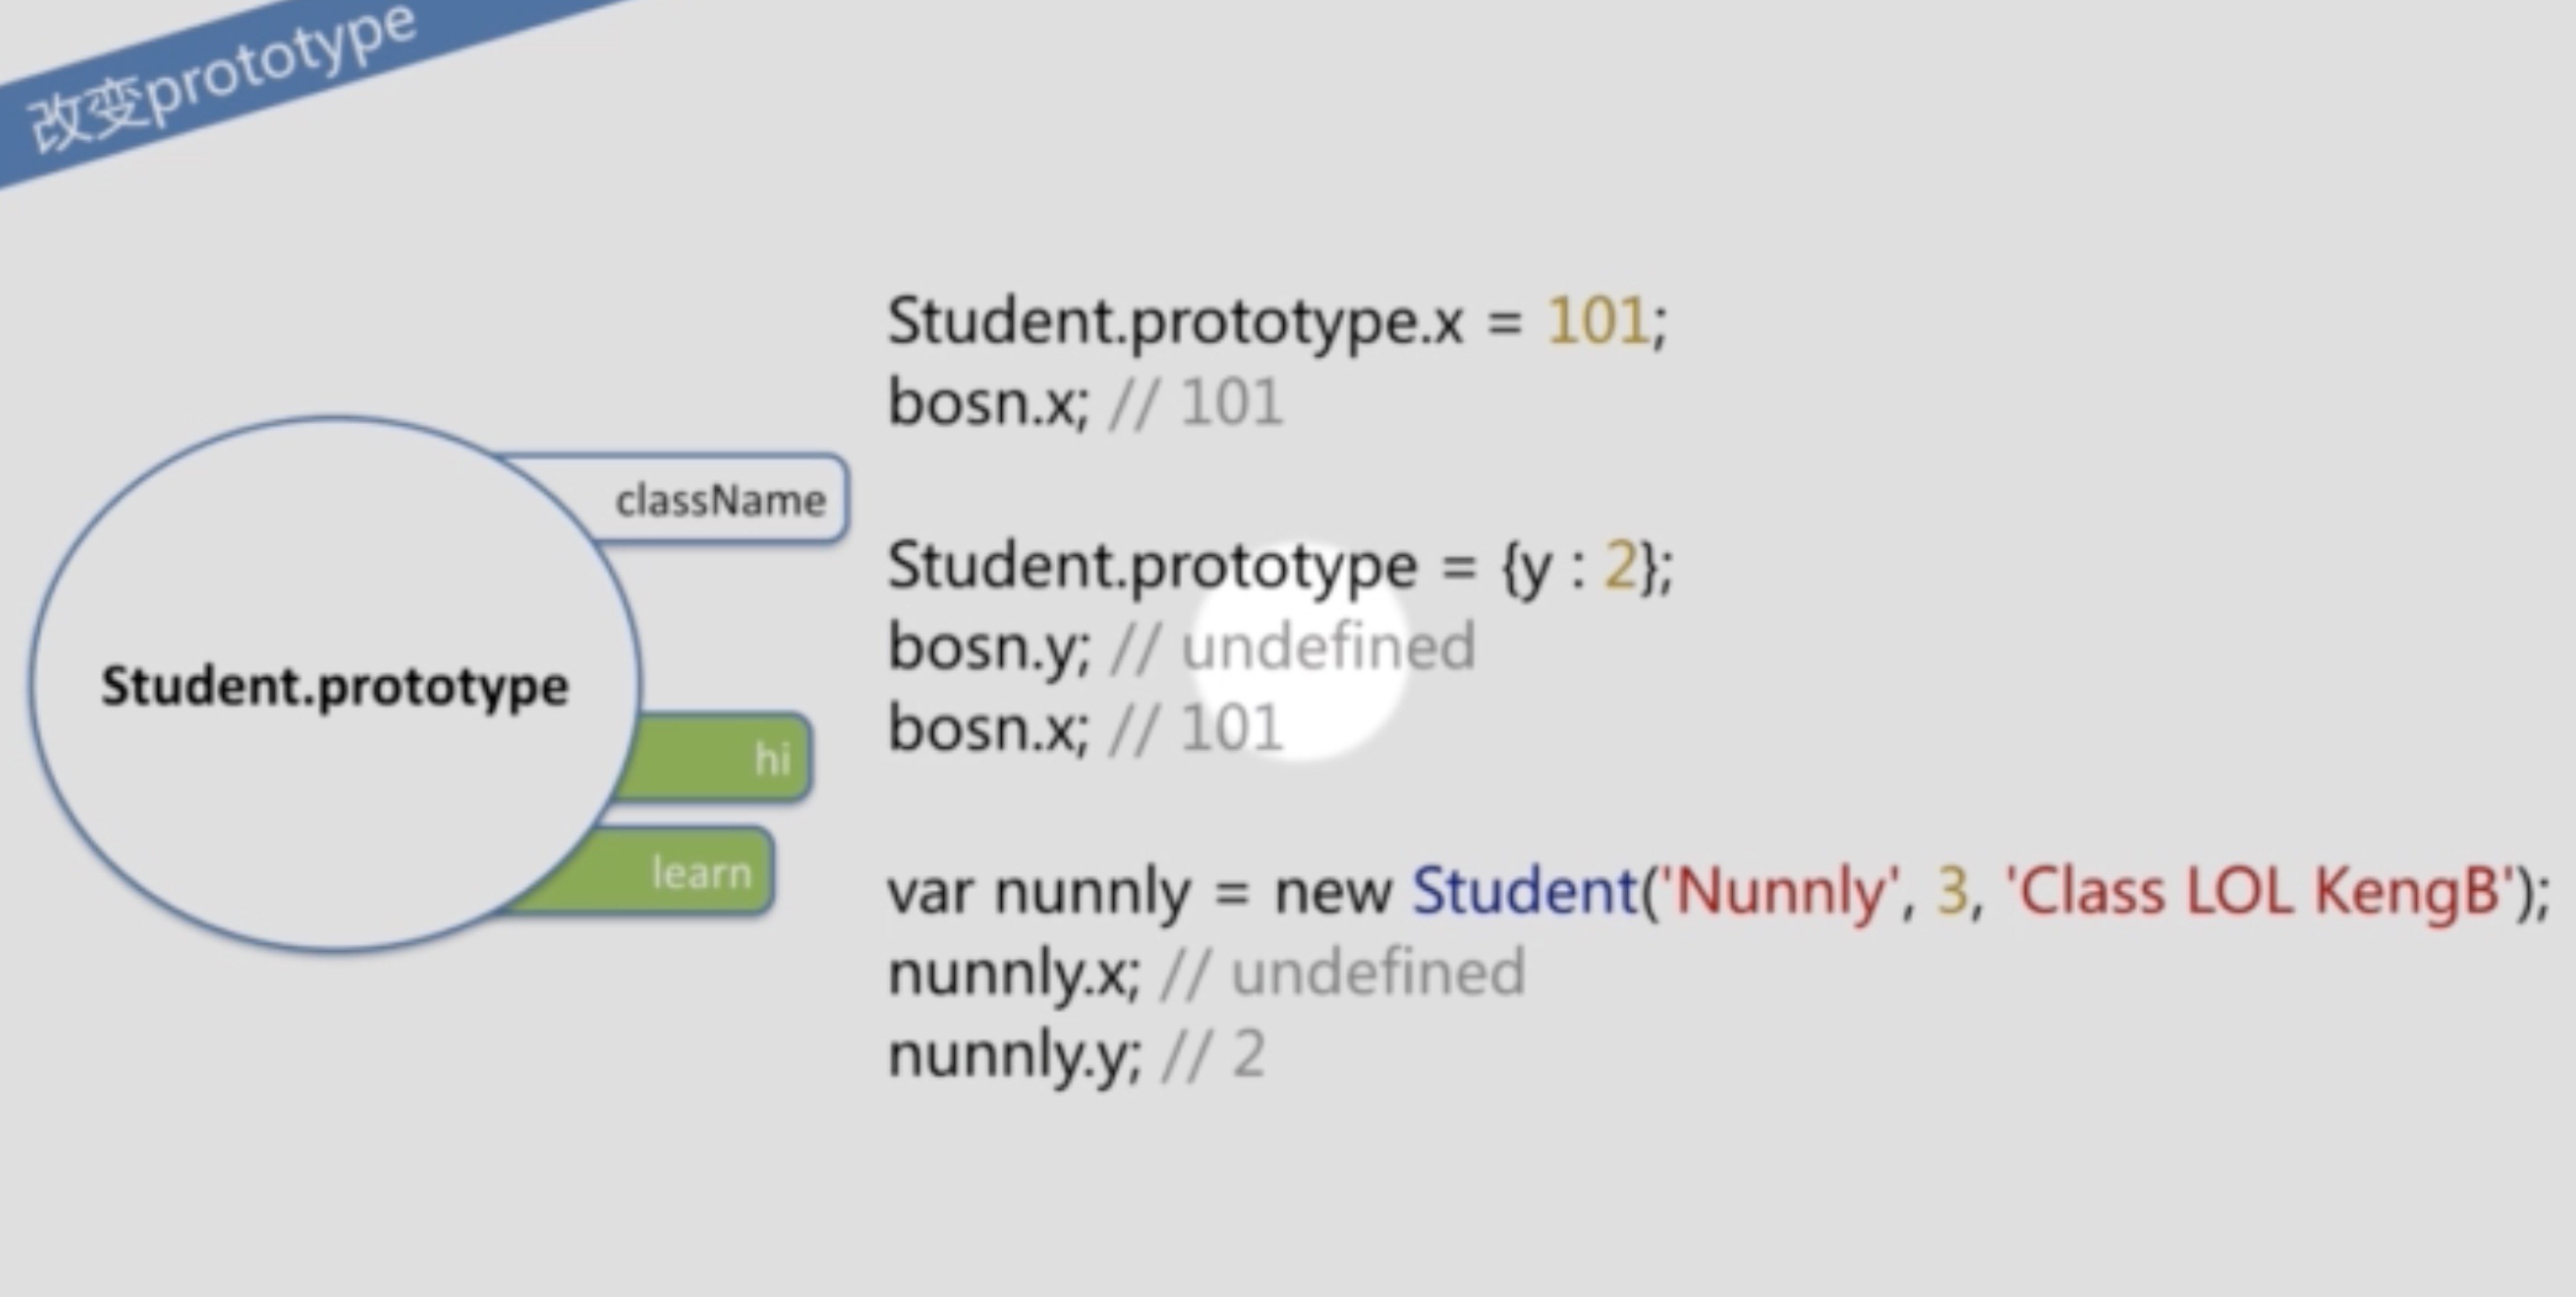 改变prototype
Student.prototype.x = 101;
bosn.x; // 101
className
Student.prototype = {y : 2};
bosn.y; // undefined
Student.prototype
bosn.x; // 101
hi
learn
var nunnly = new Student('Nunnly', 3, 'Class LOL KengB');
nunnly.x; // undefined
nunnly.y; // 2